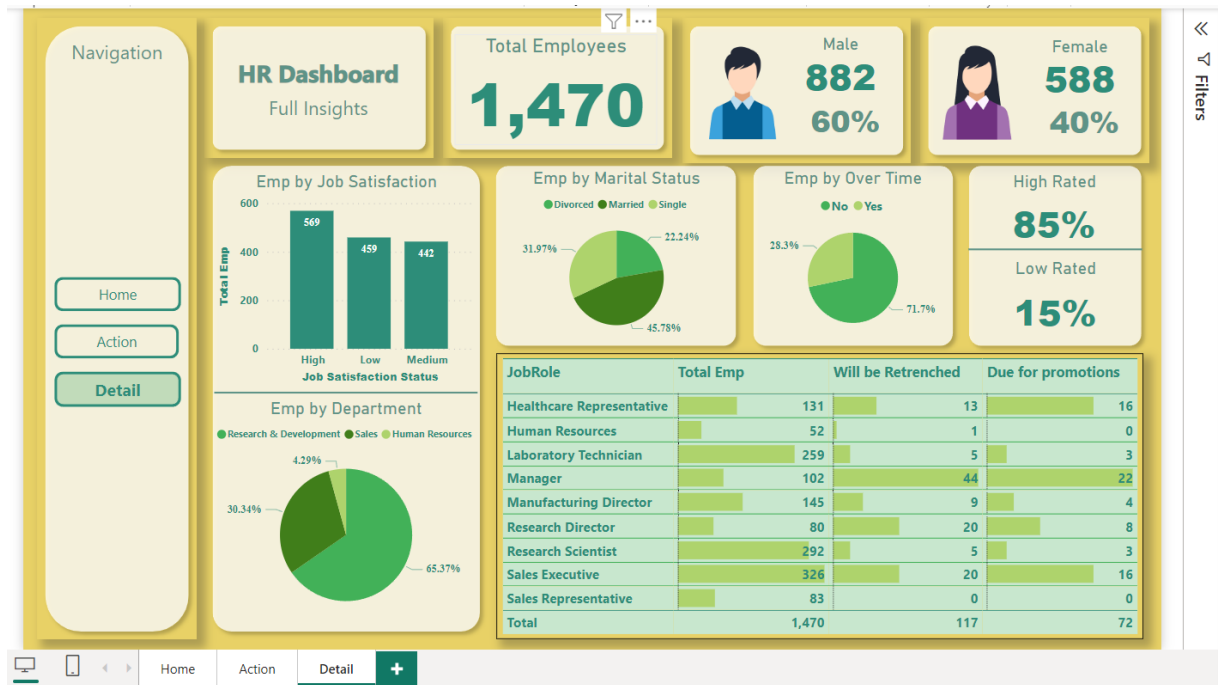 Navigation
Home
Action
Detail
HR Dashboard
Full Insights
Total Employees
1,470
Male
882
60%
Female
588
40%
Filters
Emp by Job Satisfaction
600
400
200
0
Total Emp
569
459
442
High Low Medium
Job Satisfaction Status
Emp by Department
Research & Development Sales Human Resources
4.29%
30.34%
65.37%
Emp by Marital Status
Divorced Married Single
31.97%
22.24%
45.78%
Emp by Over Time
No Yes
28.3%
71.7%
High Rated
85%
Low Rated
15%
JobRole Total Emp Will be Retrenched Due for promotions
Healthcare Representative 131 13 16
Human Resources 52 1 0
Laboratory Technician 259 5 3
Manager 102 44 22
Manufacturing Director 145 9 4
Research Director 80 20 8
Research Scientist 292 5 3
Sales Executive 326 20 16
Sales Representative 83 0 0
Total 1,470 117 72
Home Action Detail +